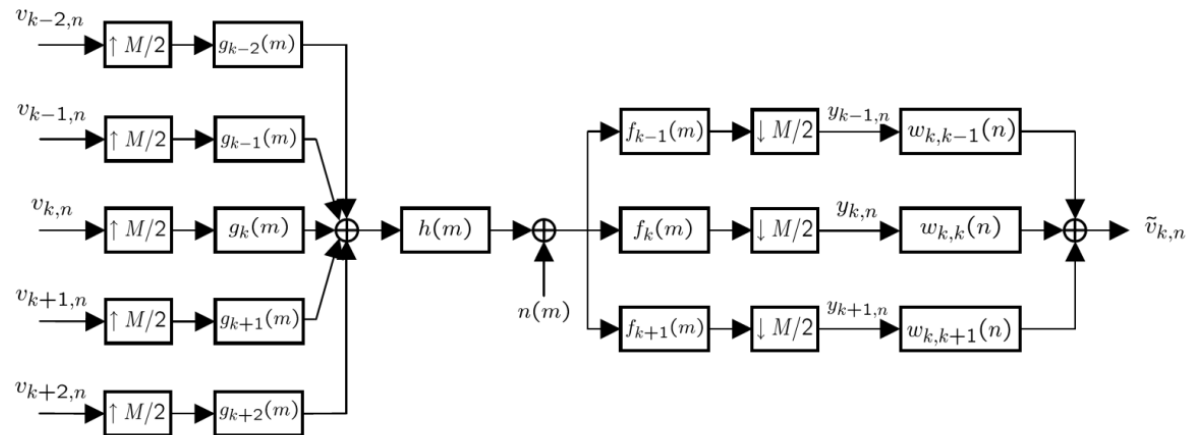 v_{k-2,n}
↑ M/2 g_{k-2}(m)
v_{k-1,n}
↑ M/2 g_{k-1}(m)
v_{k,n}
↑ M/2 g_k(m)
v_{k+1,n}
↑ M/2 g_{k+1}(m)
v_{k+2,n}
↑ M/2 g_{k+2}(m)
h(m)
n(m)
f_{k-1}(m) ↓ M/2 y_{k-1,n} w_{k,k-1}(n)
f_k(m) ↓ M/2 y_{k,n} w_{k,k}(n)
f_{k+1}(m) ↓ M/2 y_{k+1,n} w_{k,k+1}(n)
ṽ_{k,n}